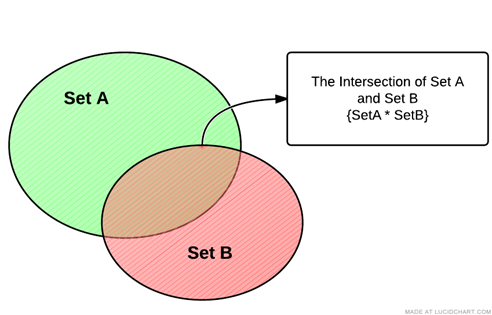 Set A
The Intersection of Set A
and Set B
{SetA * SetB}
Set B
MADE AT LUCIDCHART.COM